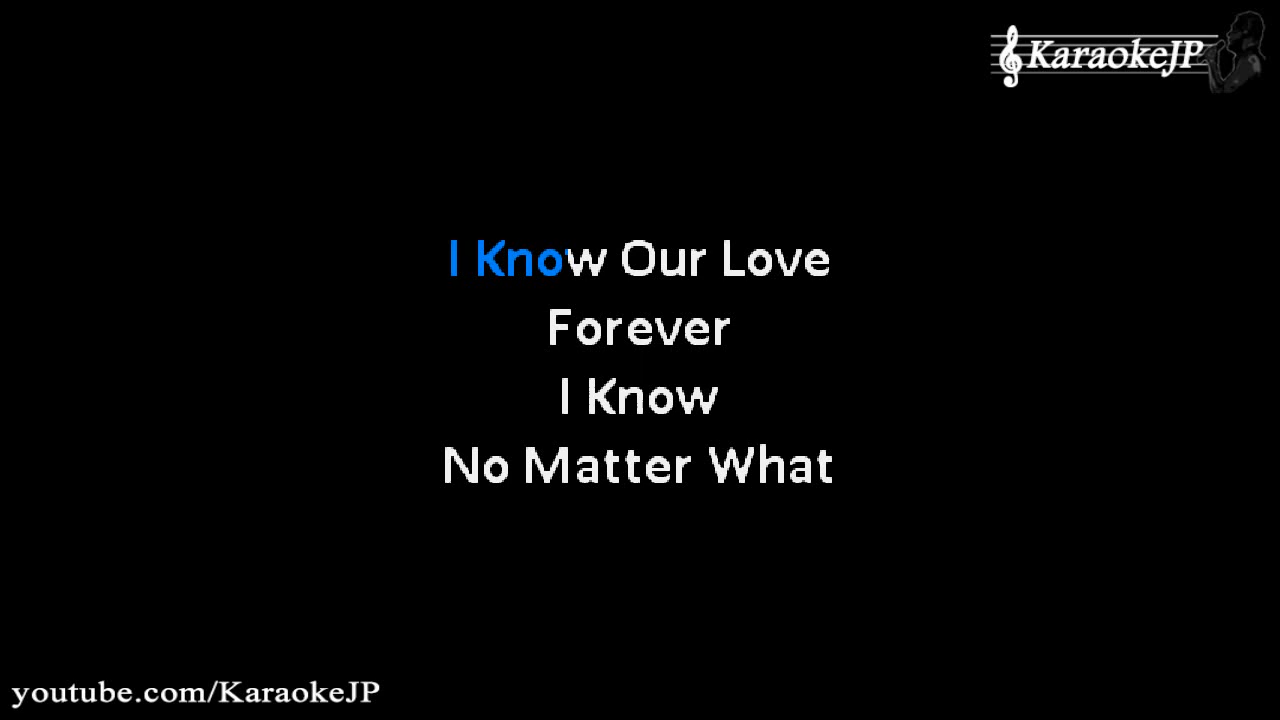 KaraokeJP
I Know Our Love
Forever
I Know
No Matter What
youtube.com/KaraokeJP